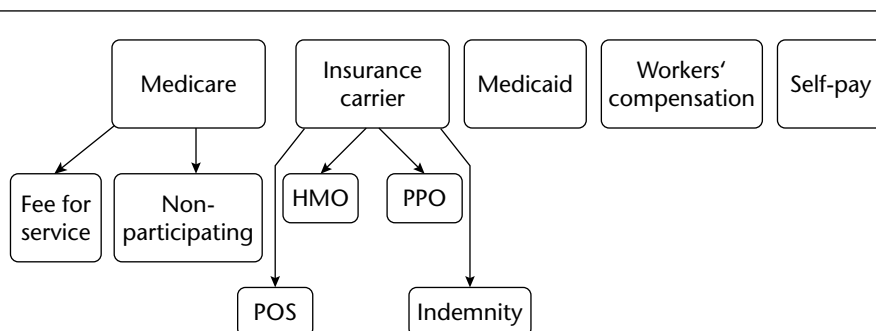 Medicare
Insurance
carrier
Medicaid
Workers‘
compensation
Self-pay
Fee for
service
Non-
participating
HMO
PPO
POS
Indemnity